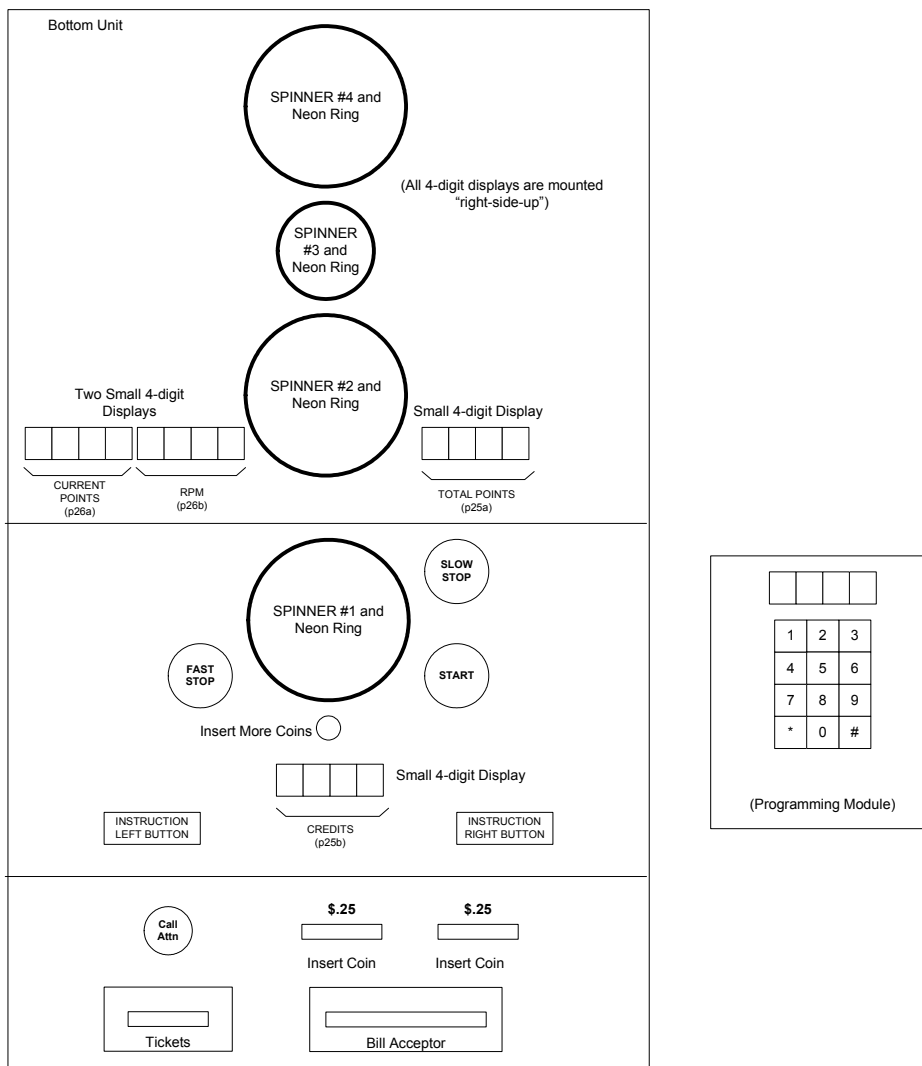 Bottom Unit
SPINNER #4 and
Neon Ring
(All 4-digit displays are mounted
“right-side-up”)
SPINNER
#3 and
Neon Ring
SPINNER #2 and
Neon Ring
Two Small 4-digit
Displays
Small 4-digit Display
CURRENT
POINTS
(p26a)
RPM
(p26b)
TOTAL POINTS
(p25a)
SLOW
STOP
SPINNER #1 and
Neon Ring
FAST
STOP
START
Insert More Coins
Small 4-digit Display
INSTRUCTION
LEFT BUTTON
CREDITS
(p25b)
INSTRUCTION
RIGHT BUTTON
1 2 3
4 5 6
7 8 9
* 0 #
(Programming Module)
Call
Attn
$.25
$.25
Insert Coin
Insert Coin
Tickets
Bill Acceptor